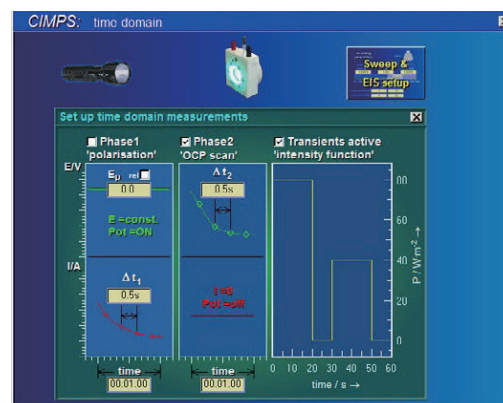 CIMPS: time domain
Sweep &
EIS setup
Set up time domain measurements
Phase1
'polarisation'
Phase2
'OCP scan'
Transients active
'intensity function'
E/V
Ep rel
0.0
E=const.
Pot=ON
I/A
Δt1
0.5s
time
00.01.00
Δt2
0.5s
I=0
Pot=off
time
00.01.00
80
60
40
20
0
P / W m-2 →
0 10 20 30 40 50 60
time / s →